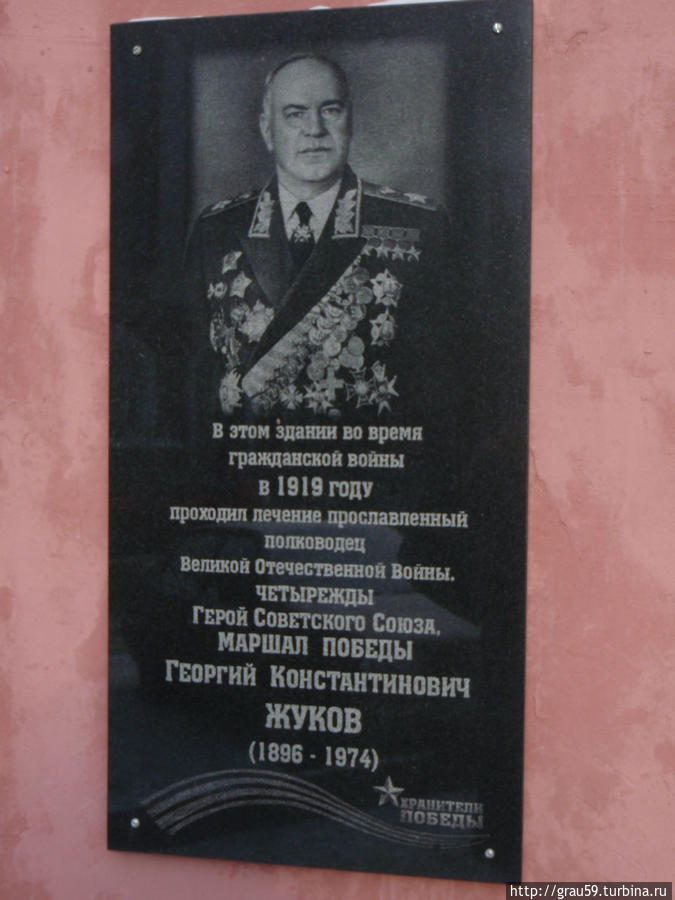 В этом здании во время
гражданской войны
в 1919 году
проходил лечение прославленный
полководец
Великой Отечественной Войны.
ЧЕТЫРЕЖДЫ
Герой Советского Союза,
МАРШАЛ ПОБЕДЫ
Георгий Константинович
ЖУКОВ
(1896 - 1974)
ХРАНИТЕЛИ
ПОБЕДЫ
https://grau59.turbina.ru